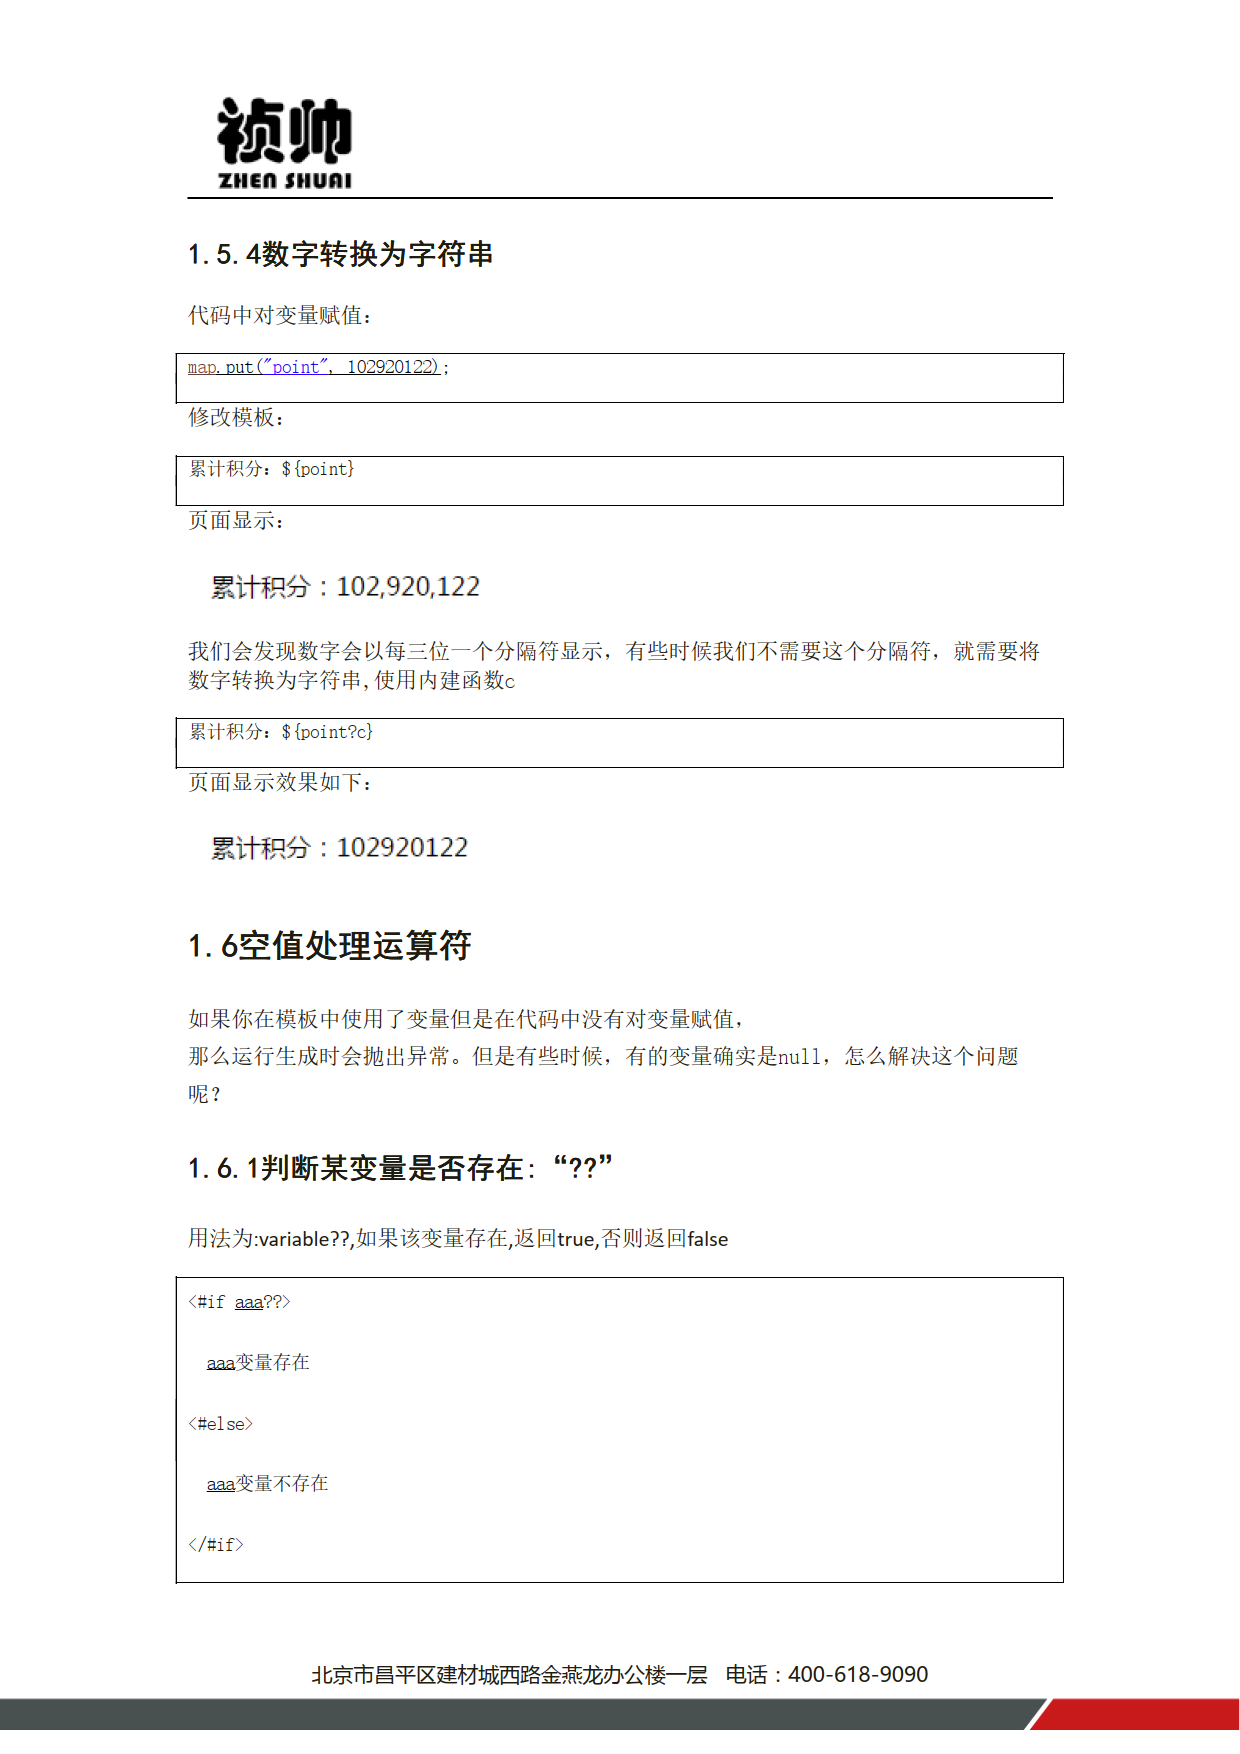 祯帅
ZHEN SHUAI
1.5.4数字转换为字符串
代码中对变量赋值：
map.put("point", 102920122);
修改模板：
累计积分：${point}
页面显示：
累计积分：102,920,122
我们会发现数字会以每三位一个分隔符显示，有些时候我们不需要这个分隔符，就需要将
数字转换为字符串,使用内建函数c
累计积分：${point?c}
页面显示效果如下：
累计积分：102920122
1.6空值处理运算符
如果你在模板中使用了变量但是在代码中没有对变量赋值，
那么运行生成时会抛出异常。但是有些时候，有的变量确实是null，怎么解决这个问题
呢？
1.6.1判断某变量是否存在:“??”
用法为:variable??,如果该变量存在,返回true,否则返回false
<#if aaa??>
aaa变量存在
<#else>
aaa变量不存在
</#if>
北京市昌平区建材城西路金燕龙办公楼一层 电话：400-618-9090